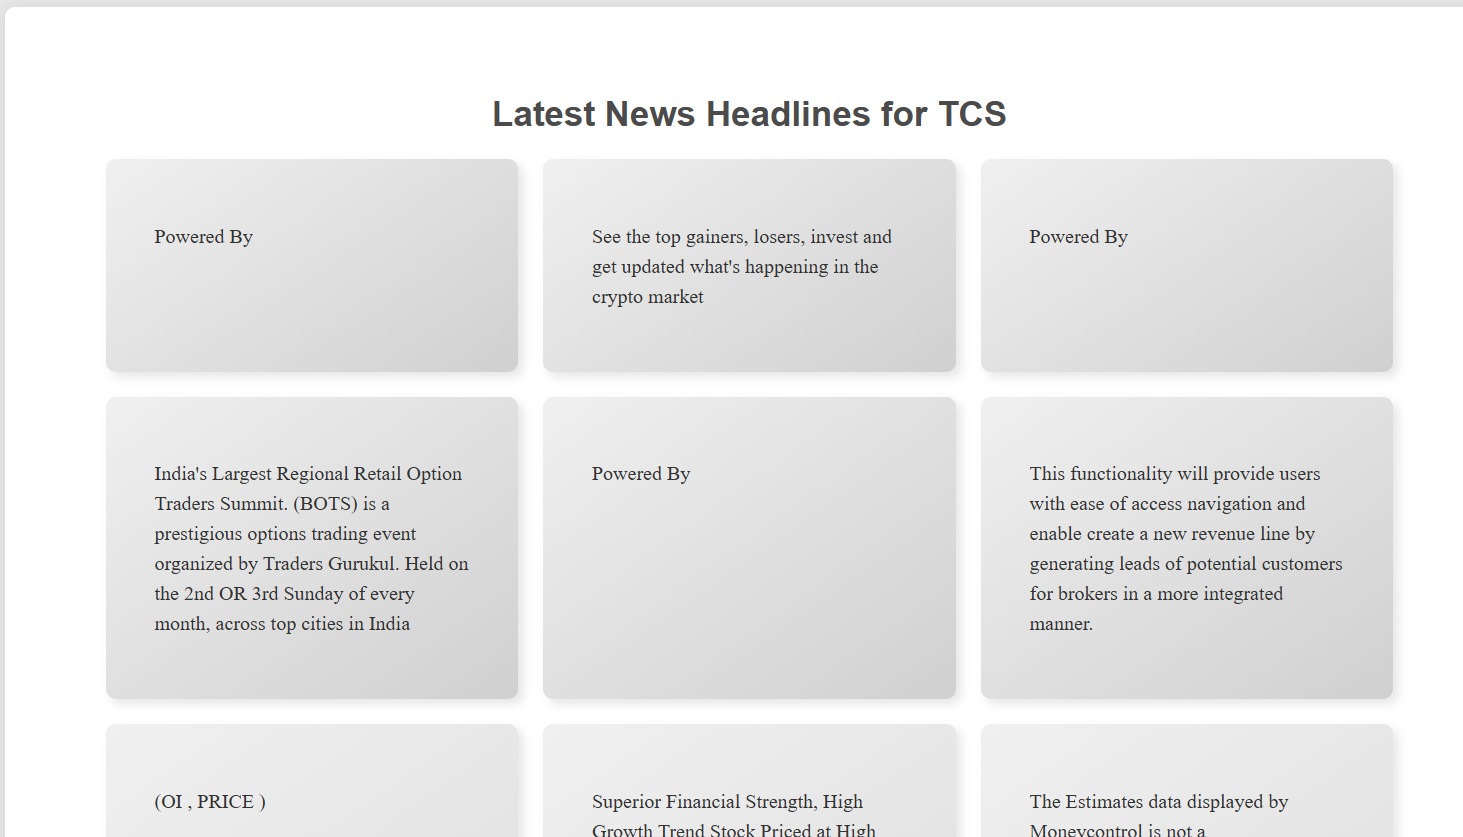 Latest News Headlines for TCS
Powered By
See the top gainers, losers, invest and
get updated what's happening in the
crypto market
Powered By
India's Largest Regional Retail Option
Traders Summit. (BOTS) is a
prestigious options trading event
organized by Traders Gurukul. Held on
the 2nd OR 3rd Sunday of every
month, across top cities in India
Powered By
This functionality will provide users
with ease of access navigation and
enable create a new revenue line by
generating leads of potential customers
for brokers in a more integrated
manner.
(OI , PRICE )
Superior Financial Strength, High
Growth Trend Stock Priced at High
The Estimates data displayed by
Moneycontrol is not a